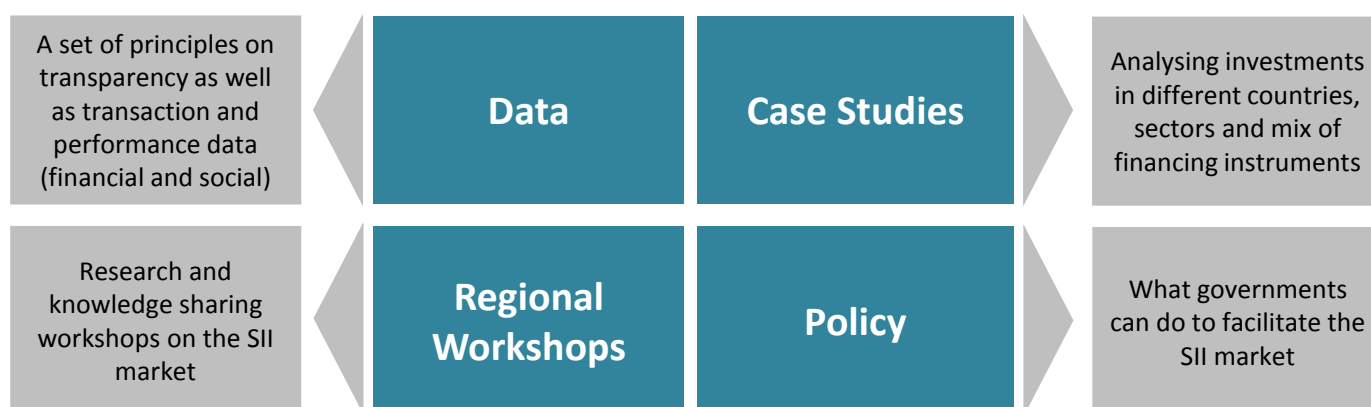 A set of principles on
transparency as well
as transaction and
performance data
(financial and social)
Data
Case Studies
Analysing investments
in different countries,
sectors and mix of
financing instruments
Research and
knowledge sharing
workshops on the SII
market
Regional
Workshops
Policy
What governments
can do to facilitate the
SII market